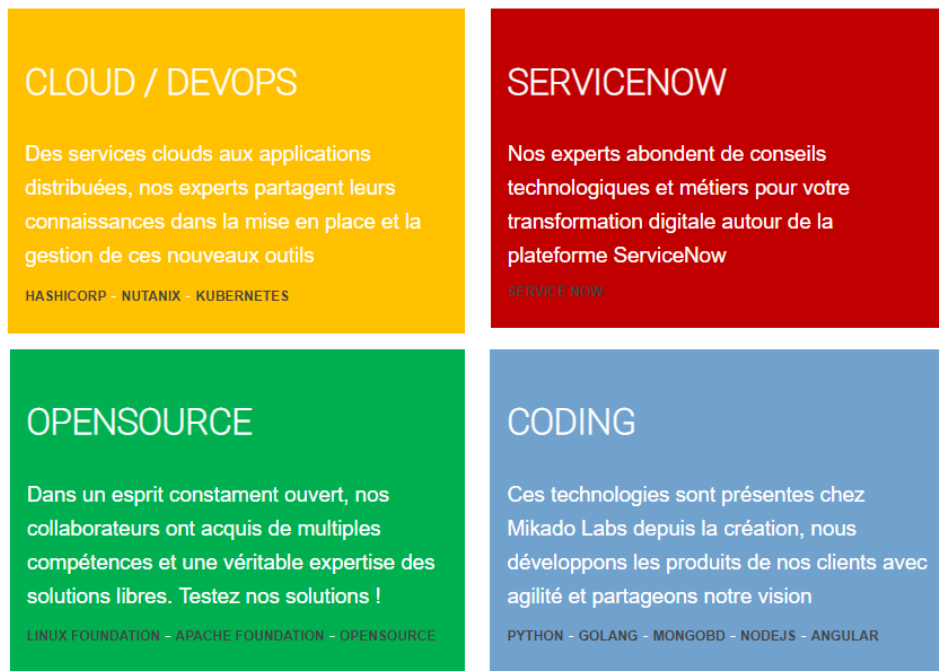 CLOUD / DEVOPS
Des services clouds aux applications
distribuées, nos experts partagent leurs
connaissances dans la mise en place et la
gestion de ces nouveaux outils
HASHICORP - NUTANIX - KUBERNETES
SERVICENOW
Nos experts abondent de conseils
technologiques et métiers pour votre
transformation digitale autour de la
plateforme ServiceNow
SERVICE NOW
OPENSOURCE
Dans un esprit constament ouvert, nos
collaborateurs ont acquis de multiples
compétences et une véritable expertise des
solutions libres. Testez nos solutions !
LINUX FOUNDATION - APACHE FOUNDATION - OPENSOURCE
CODING
Ces technologies sont présentes chez
Mikado Labs depuis la création, nous
développons les produits de nos clients avec
agilité et partageons notre vision
PYTHON - GOLANG - MONGOBD - NODEJS - ANGULAR